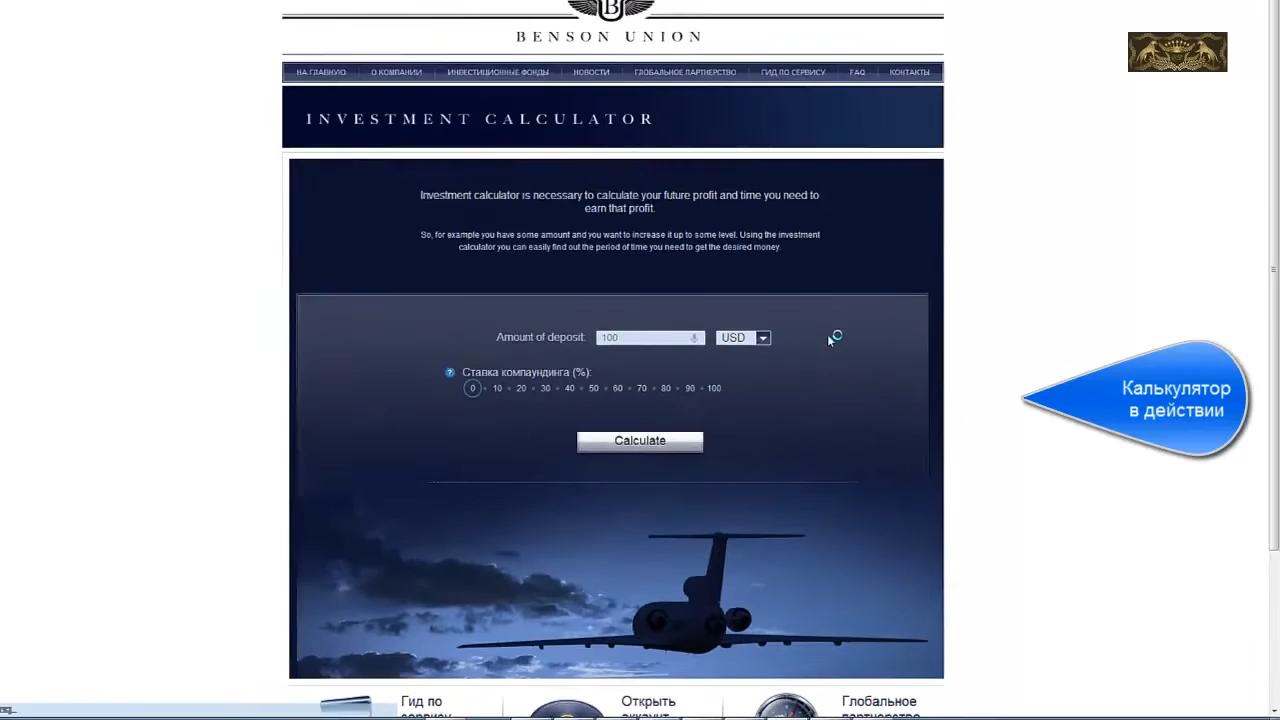 B
BENSON UNION
НА ГЛАВНУЮ О КОМПАНИИ ИНВЕСТИЦИОННЫЕ ФОНДЫ НОВОСТИ ГЛОБАЛЬНОЕ ПАРТНЕРСТВО ГИД ПО СЕРВИСУ FAQ КОНТАКТЫ
INVESTMENT CALCULATOR
Investment calculator is necessary to calculate your future profit and time you need to
earn that profit.
So, for example you have some amount and you want to increase it up to some level. Using the investment
calculator you can easily find out the period of time you need to get the desired money.
Amount of deposit: 100 USD
? Ставка компаундинга (%):
0 10 20 30 40 50 60 70 80 90 100
Calculate
Калькулятор
в действии
Гид по Открыть Глобальное
сервису аккаунт партнерство